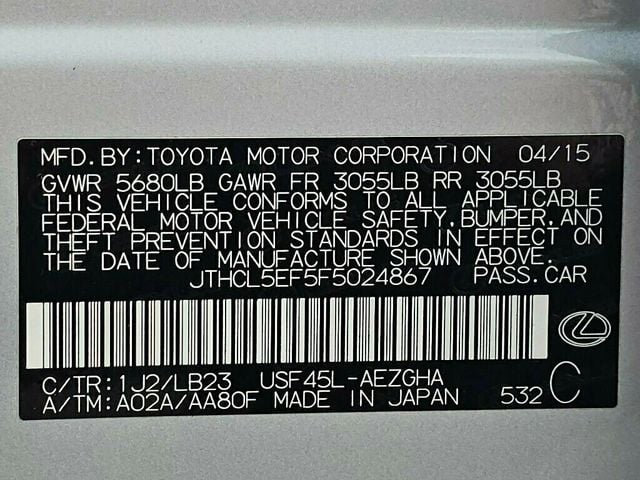 MFD.BY:TOYOTA MOTOR CORPORATION 04/15
GVWR 5680LB GAWR FR 3055LB RR 3055LB
THIS VEHICLE CONFORMS TO ALL APPLICABLE
FEDERAL MOTOR VEHICLE SAFETY.BUMPER.AND
THEFT PREVENTION STANDARDS IN EFFECT ON
THE DATE OF MANUFACTURE SHOWN ABOVE.
JTHCL5EF5F5024867 PASS.CAR
C/TR:1J2/LB23 USF45L-AEZGHA
A/TM:A02A/AA80F MADE IN JAPAN 532 C